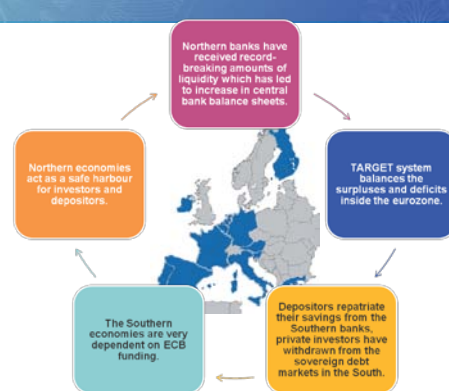 Northern banks have
received record-
breaking amounts of
liquidity which has led
to increase in central
bank balance sheets.
TARGET system
balances the
surpluses and deficits
inside the eurozone.
Depositors repatriate
their savings from the
Southern banks,
private investors have
withdrawn from the
sovereign debt
markets in the South.
The Southern
economies are very
dependent on ECB
funding.
Northern economies
act as a safe harbour
for investors and
depositors.